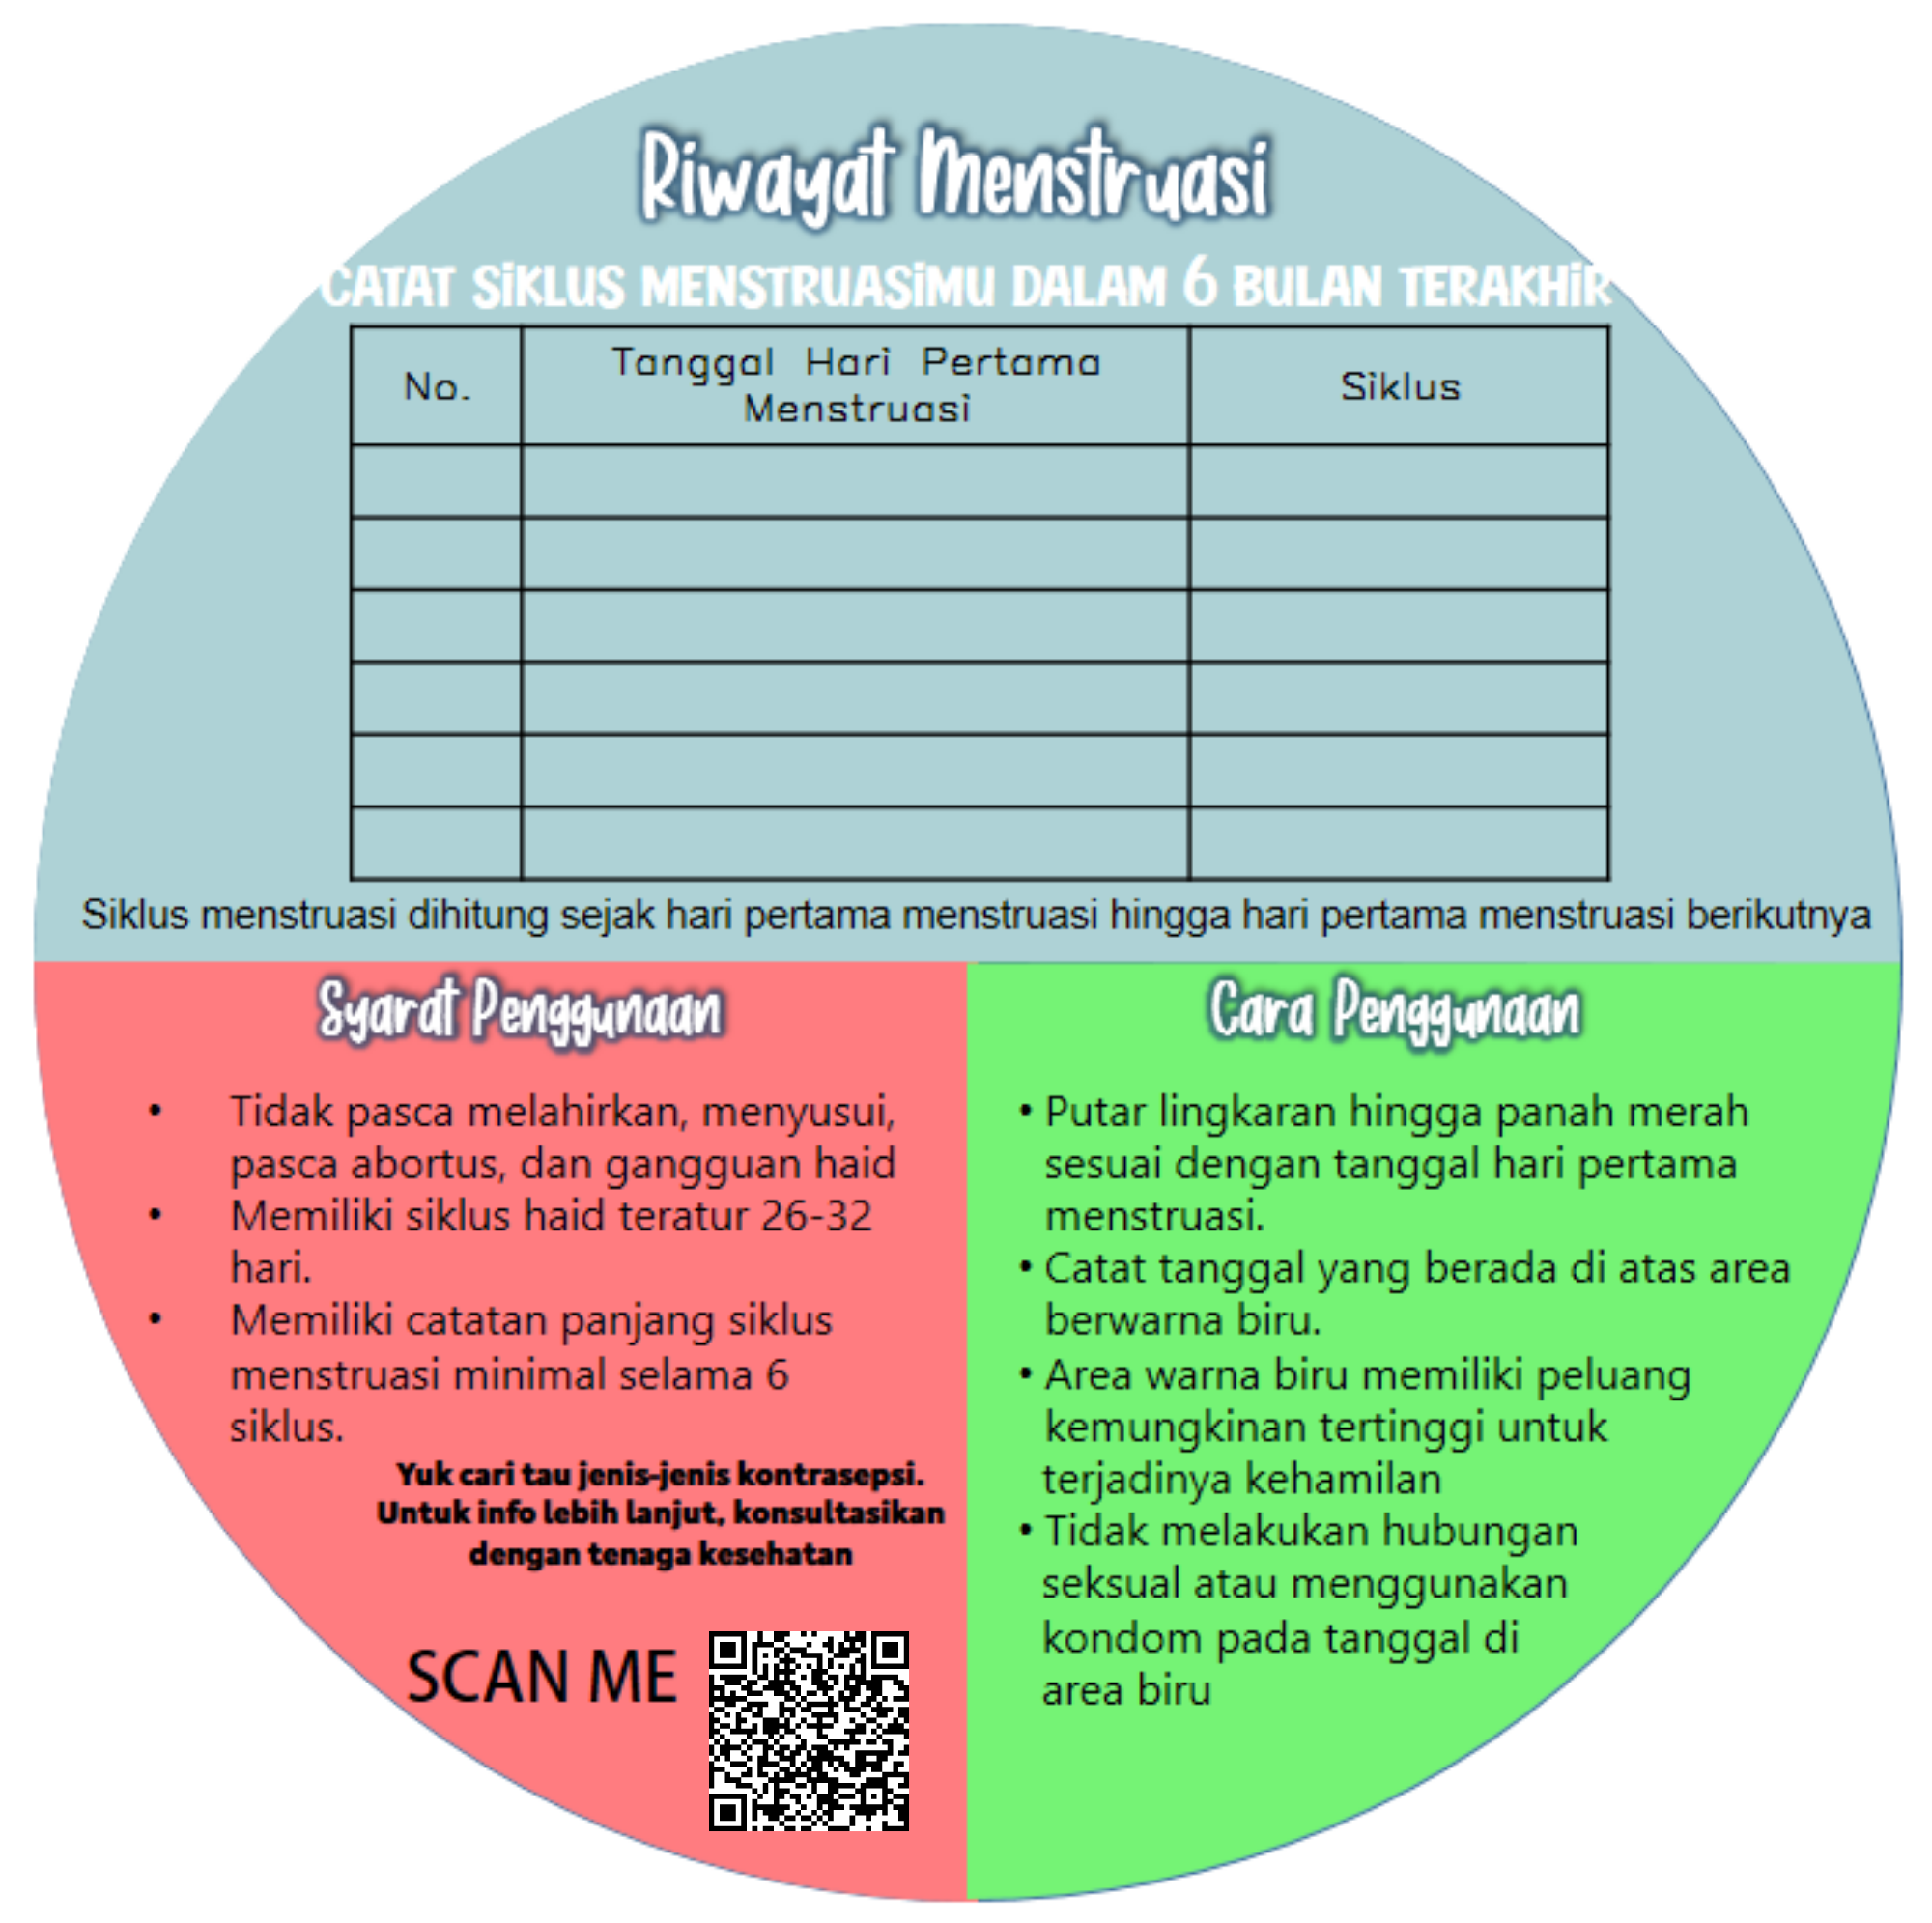 Riwayat Menstruasi
CATAT SIKLUS MENSTRUASIMU DALAM 6 BULAN TERAKHIR
No.
Tanggal Hari Pertama
Menstruasi
Siklus
Siklus menstruasi dihitung sejak hari pertama menstruasi hingga hari pertama menstruasi berikutnya
Syarat Penggunaan
• Tidak pasca melahirkan, menyusui,
pasca abortus, dan gangguan haid
• Memiliki siklus haid teratur 26-32
hari.
• Memiliki catatan panjang siklus
menstruasi minimal selama 6
siklus.
Yuk cari tau jenis-jenis kontrasepsi.
Untuk info lebih lanjut, konsultasikan
dengan tenaga kesehatan
SCAN ME
Cara Penggunaan
• Putar lingkaran hingga panah merah
sesuai dengan tanggal hari pertama
menstruasi.
• Catat tanggal yang berada di atas area
berwarna biru.
• Area warna biru memiliki peluang
kemungkinan tertinggi untuk
terjadinya kehamilan
• Tidak melakukan hubungan
seksual atau menggunakan
kondom pada tanggal di
area biru